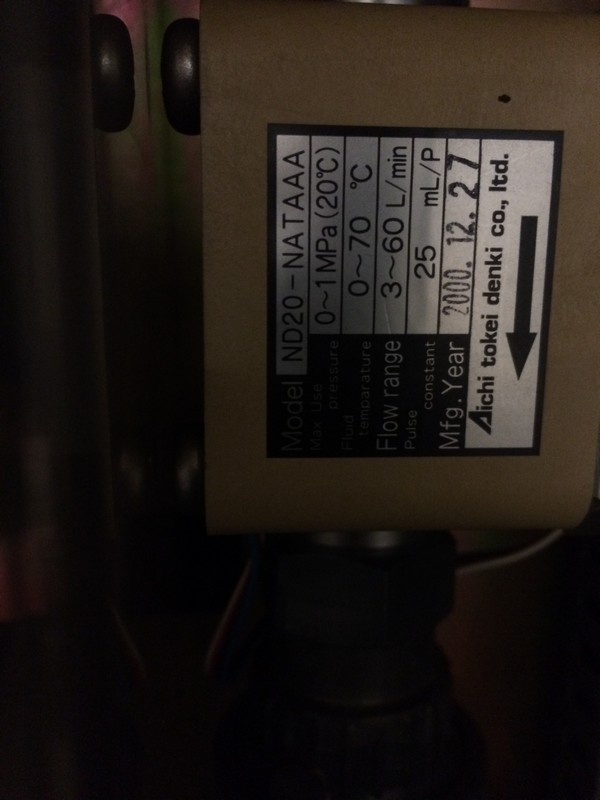 Model ND20-NATAAA
Max. Use pressure 0~1MPa(20℃)
Fluid temparature 0~70 ℃
Flow range 3~60 L/min
Pulse constant 25 mL/P
Mfg.Year 2000. 12. 27
Aichi tokei denki co., ltd.